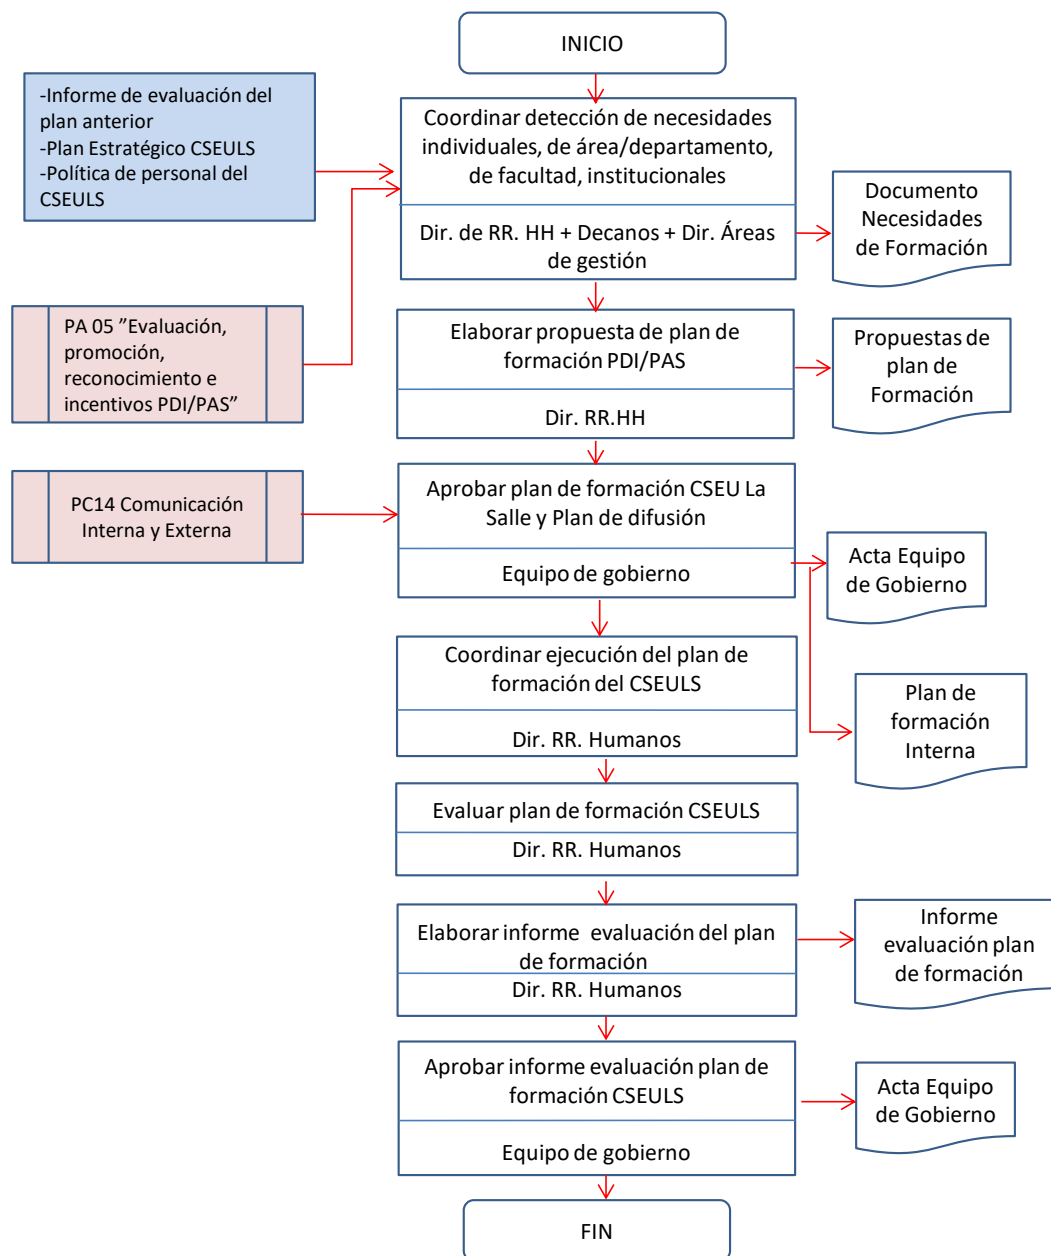 INICIO
-Informe de evaluación del
plan anterior
-Plan Estratégico CSEULS
-Política de personal del
CSEULS
Coordinar detección de necesidades
individuales, de área/departamento,
de facultad, institucionales
Dir. de RR. HH + Decanos + Dir. Áreas
de gestión
Documento
Necesidades
de Formación
PA 05 ”Evaluación,
promoción,
reconocimiento e
incentivos PDI/PAS”
Elaborar propuesta de plan de
formación PDI/PAS
Dir. RR.HH
Propuestas de
plan de
Formación
PC14 Comunicación
Interna y Externa
Aprobar plan de formación CSEU La
Salle y Plan de difusión
Equipo de gobierno
Acta Equipo
de Gobierno
Coordinar ejecución del plan de
formación del CSEULS
Dir. RR. Humanos
Plan de
formación
Interna
Evaluar plan de formación CSEULS
Dir. RR. Humanos
Elaborar informe evaluación del plan
de formación
Dir. RR. Humanos
Informe
evaluación plan
de formación
Aprobar informe evaluación plan de
formación CSEULS
Equipo de gobierno
Acta Equipo
de Gobierno
FIN